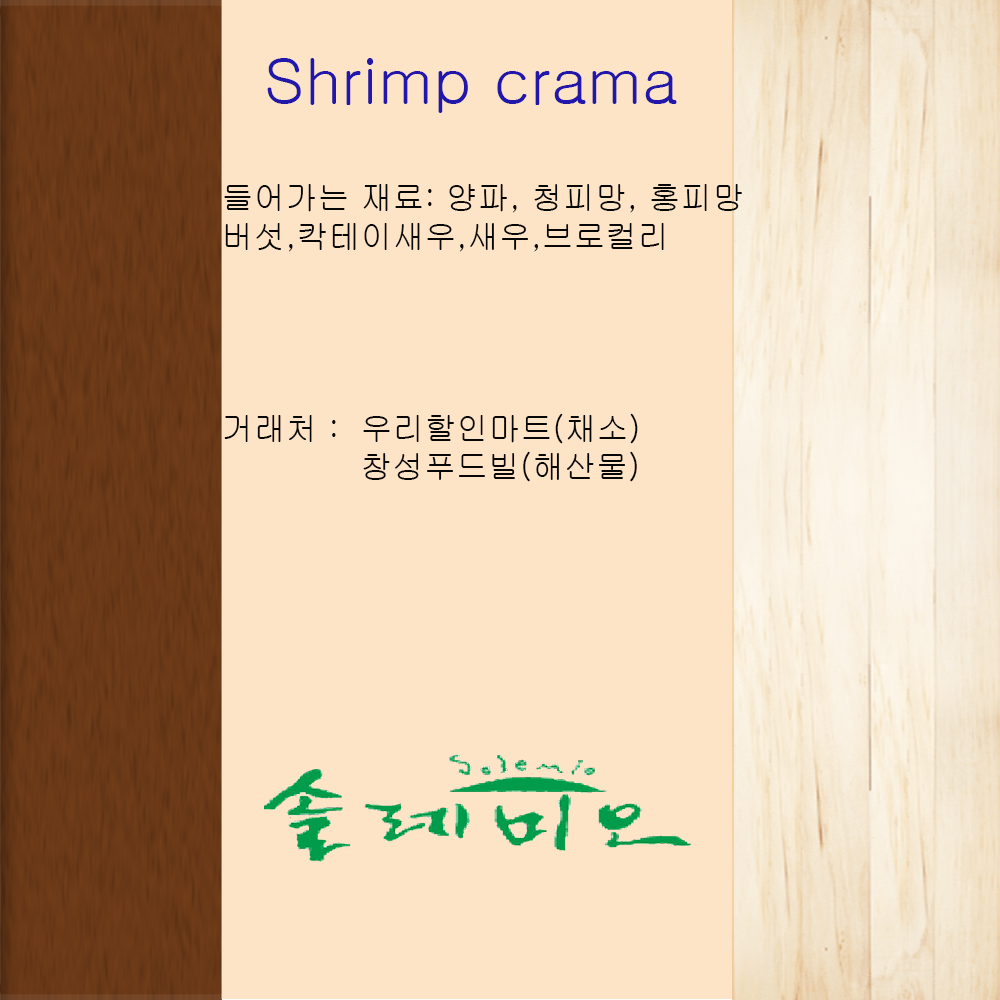 Shrimp crama
들어가는 재료: 양파, 청피망, 홍피망
버섯,칵테이새우,새우,브로컬리
거래처 : 우리할인마트(채소)
창성푸드빌(해산물)
Solemio
솔레미오